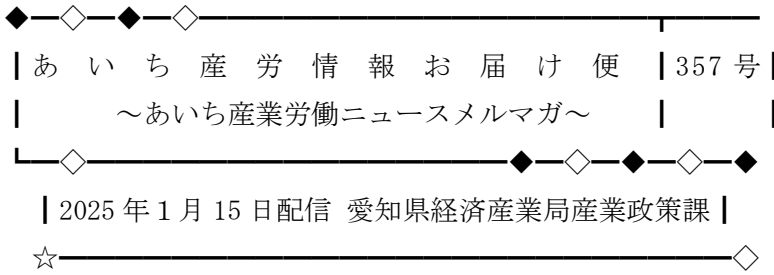 ◆━◇━◆━◇━━━━━━━━━━━━━━━━┳━━━━
┃あ い ち 産 労 情 報 お 届 け 便 ┃357 号┃
┃ ～あいち産業労働ニュースメルマガ～ ┃ ┃
┗━◇━━━━━━━━━━━━━━━◆━◇━◆━◇━◆
┃2025 年１月 15 日配信 愛知県経済産業局産業政策課┃
☆━━━━━━━━━━━━━━━━━━━━━━━━◇